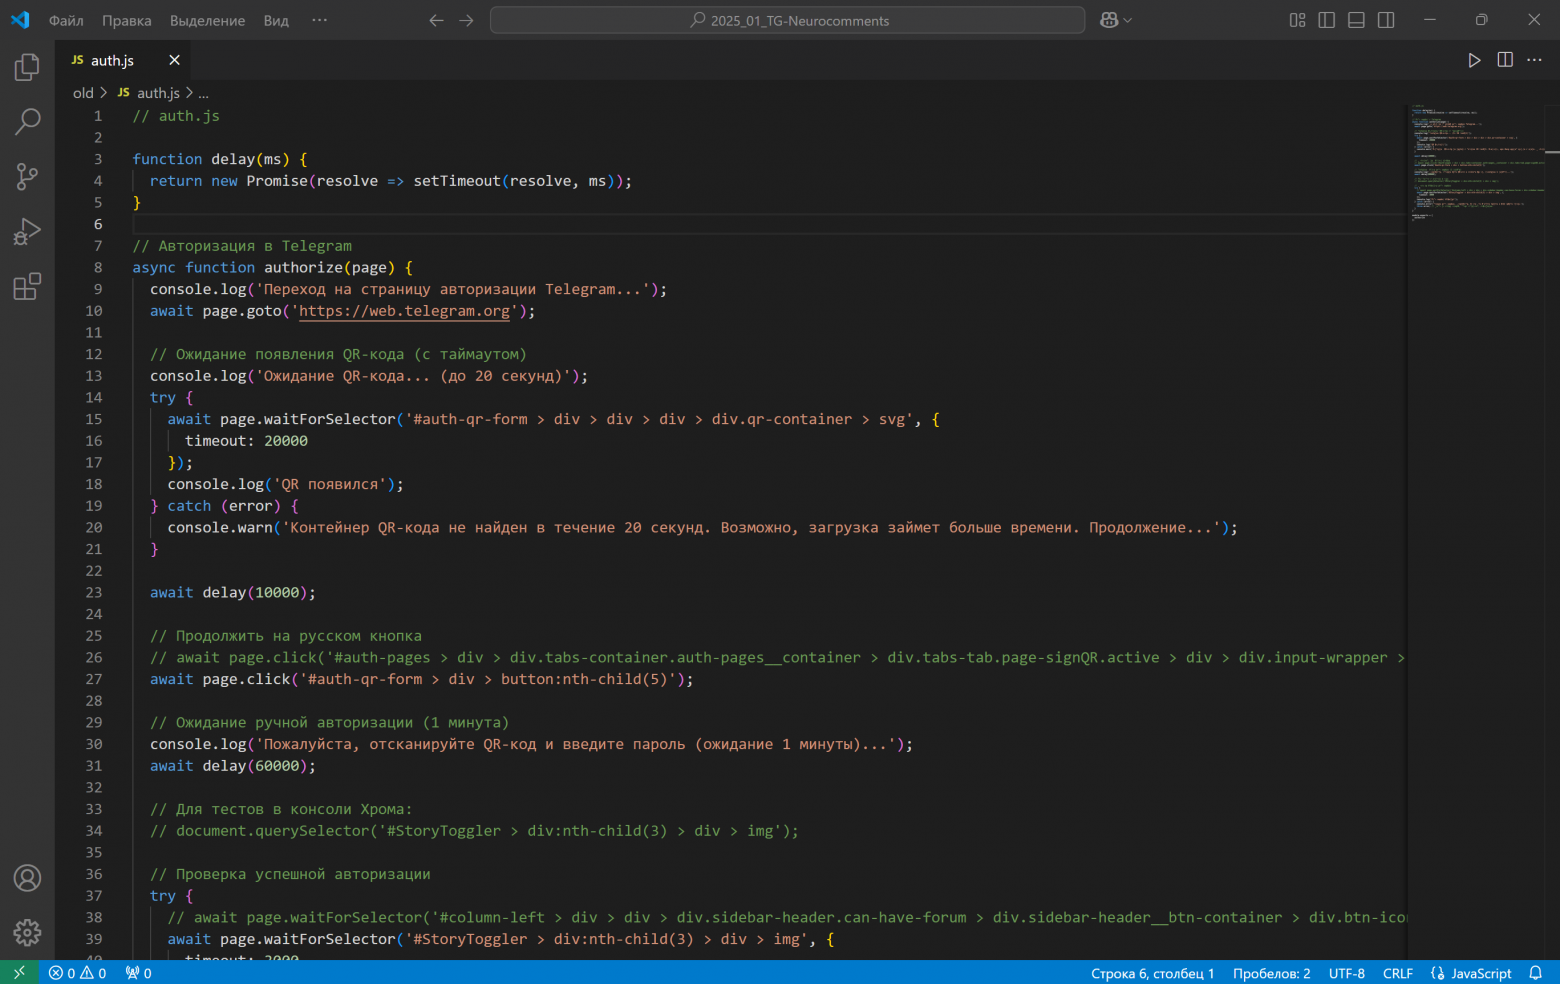 Файл Правка Выделение Вид ··· 2025_01_TG-Neurocomments
JS auth.js
old > JS auth.js > ...
1 // auth.js
2
3 function delay(ms) {
4 return new Promise(resolve => setTimeout(resolve, ms));
5 }
6
7 // Авторизация в Telegram
8 async function authorize(page) {
9 console.log('Переход на страницу авторизации Telegram...');
10 await page.goto('https://web.telegram.org');
11
12 // Ожидание появления QR-кода (с таймаутом)
13 console.log('Ожидание QR-кода... (до 20 секунд)');
14 try {
15 await page.waitForSelector('#auth-qr-form > div > div > div > div.qr-container > svg', {
16 timeout: 20000
17 });
18 console.log('QR появился');
19 } catch (error) {
20 console.warn('Контейнер QR-кода не найден в течение 20 секунд. Возможно, загрузка займет больше времени. Продолжение...');
21 }
22
23 await delay(10000);
24
25 // Продолжить на русском кнопка
26 // await page.click('#auth-pages > div > div.tabs-container.auth-pages__container > div.tabs-tab.page-signQR.active > div > div.input-wrapper >
27 await page.click('#auth-qr-form > div > button:nth-child(5)');
28
29 // Ожидание ручной авторизации (1 минута)
30 console.log('Пожалуйста, отсканируйте QR-код и введите пароль (ожидание 1 минуты)...');
31 await delay(60000);
32
33 // Для тестов в консоли Хрома:
34 // document.querySelector('#StoryToggler > div:nth-child(3) > div > img');
35
36 // Проверка успешной авторизации
37 try {
38 // await page.waitForSelector('#column-left > div > div > div.sidebar-header.can-have-forum > div.sidebar-header__btn-container > div.btn-ico
39 await page.waitForSelector('#StoryToggler > div:nth-child(3) > div > img', {
0 0 0 Строка 6, столбец 1 Пробелов: 2 UTF-8 CRLF JavaScript